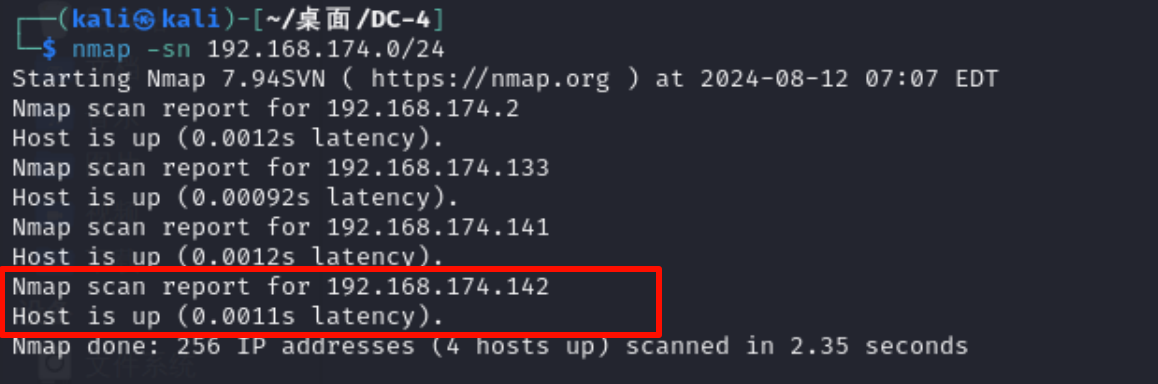 ┌──(kali㉿kali)-[~/桌面/DC-4]
└─$ nmap -sn 192.168.174.0/24
Starting Nmap 7.94SVN ( https://nmap.org ) at 2024-08-12 07:07 EDT
Nmap scan report for 192.168.174.2
Host is up (0.0012s latency).
Nmap scan report for 192.168.174.133
Host is up (0.00092s latency).
Nmap scan report for 192.168.174.141
Host is up (0.0012s latency).
Nmap scan report for 192.168.174.142
Host is up (0.0011s latency).
Nmap done: 256 IP addresses (4 hosts up) scanned in 2.35 seconds
文件系统